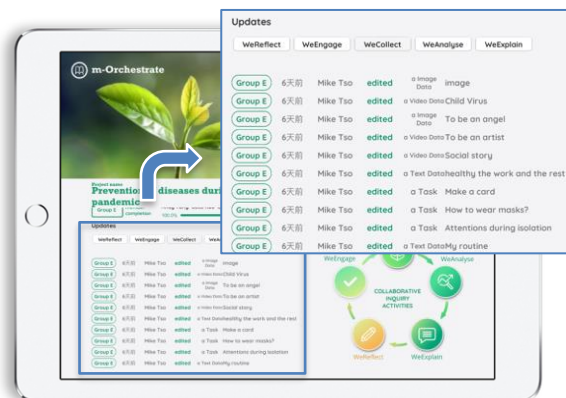 Updates
WeReflect WeEngage WeCollect WeAnalyse WeExplain
Group E 6天前 Mike Tso edited a Image Data image
Group E 6天前 Mike Tso edited a Video Data Child Virus
Group E 6天前 Mike Tso edited a Image Data To be an angel
Group E 6天前 Mike Tso edited a Video Data To be an artist
Group E 6天前 Mike Tso edited a Video Data Social story
Group E 6天前 Mike Tso edited a Text Data healthy the work and the rest
Group E 6天前 Mike Tso edited a Task Make a card
Group E 6天前 Mike Tso edited a Task How to wear masks?
Group E 6天前 Mike Tso edited a Task Attentions during isolation
Group E 6天前 Mike Tso edited a Text Data My routine
m-Orchestrate
Project name
Prevention diseases duri
pandemic
Group E completion 100.0%
Updates
WeReflect WeEngage WeCollect
Group E 6天前 Mike Tso edited a Image Data image
Group E 6天前 Mike Tso edited a Video Data Child Virus
Group E 6天前 Mike Tso edited a Image Data To be an angel
Group E 6天前 Mike Tso edited a Video Data To be an artist
Group E 6天前 Mike Tso edited a Video Data Social story
Group E 6天前 Mike Tso edited a Text Data healthy the work and the rest
Group E 6天前 Mike Tso edited a Task Make a card
Group E 6天前 Mike Tso edited a Task How to wear masks?
Group E 6天前 Mike Tso edited a Task Attentions during isolation
Group E 6天前 Mike Tso edited a Text Data My routine
WeEngage WeAnalyse
COLLABORATIVE
INQUIRY
ACTIVITIES
WeReflect WeExplain